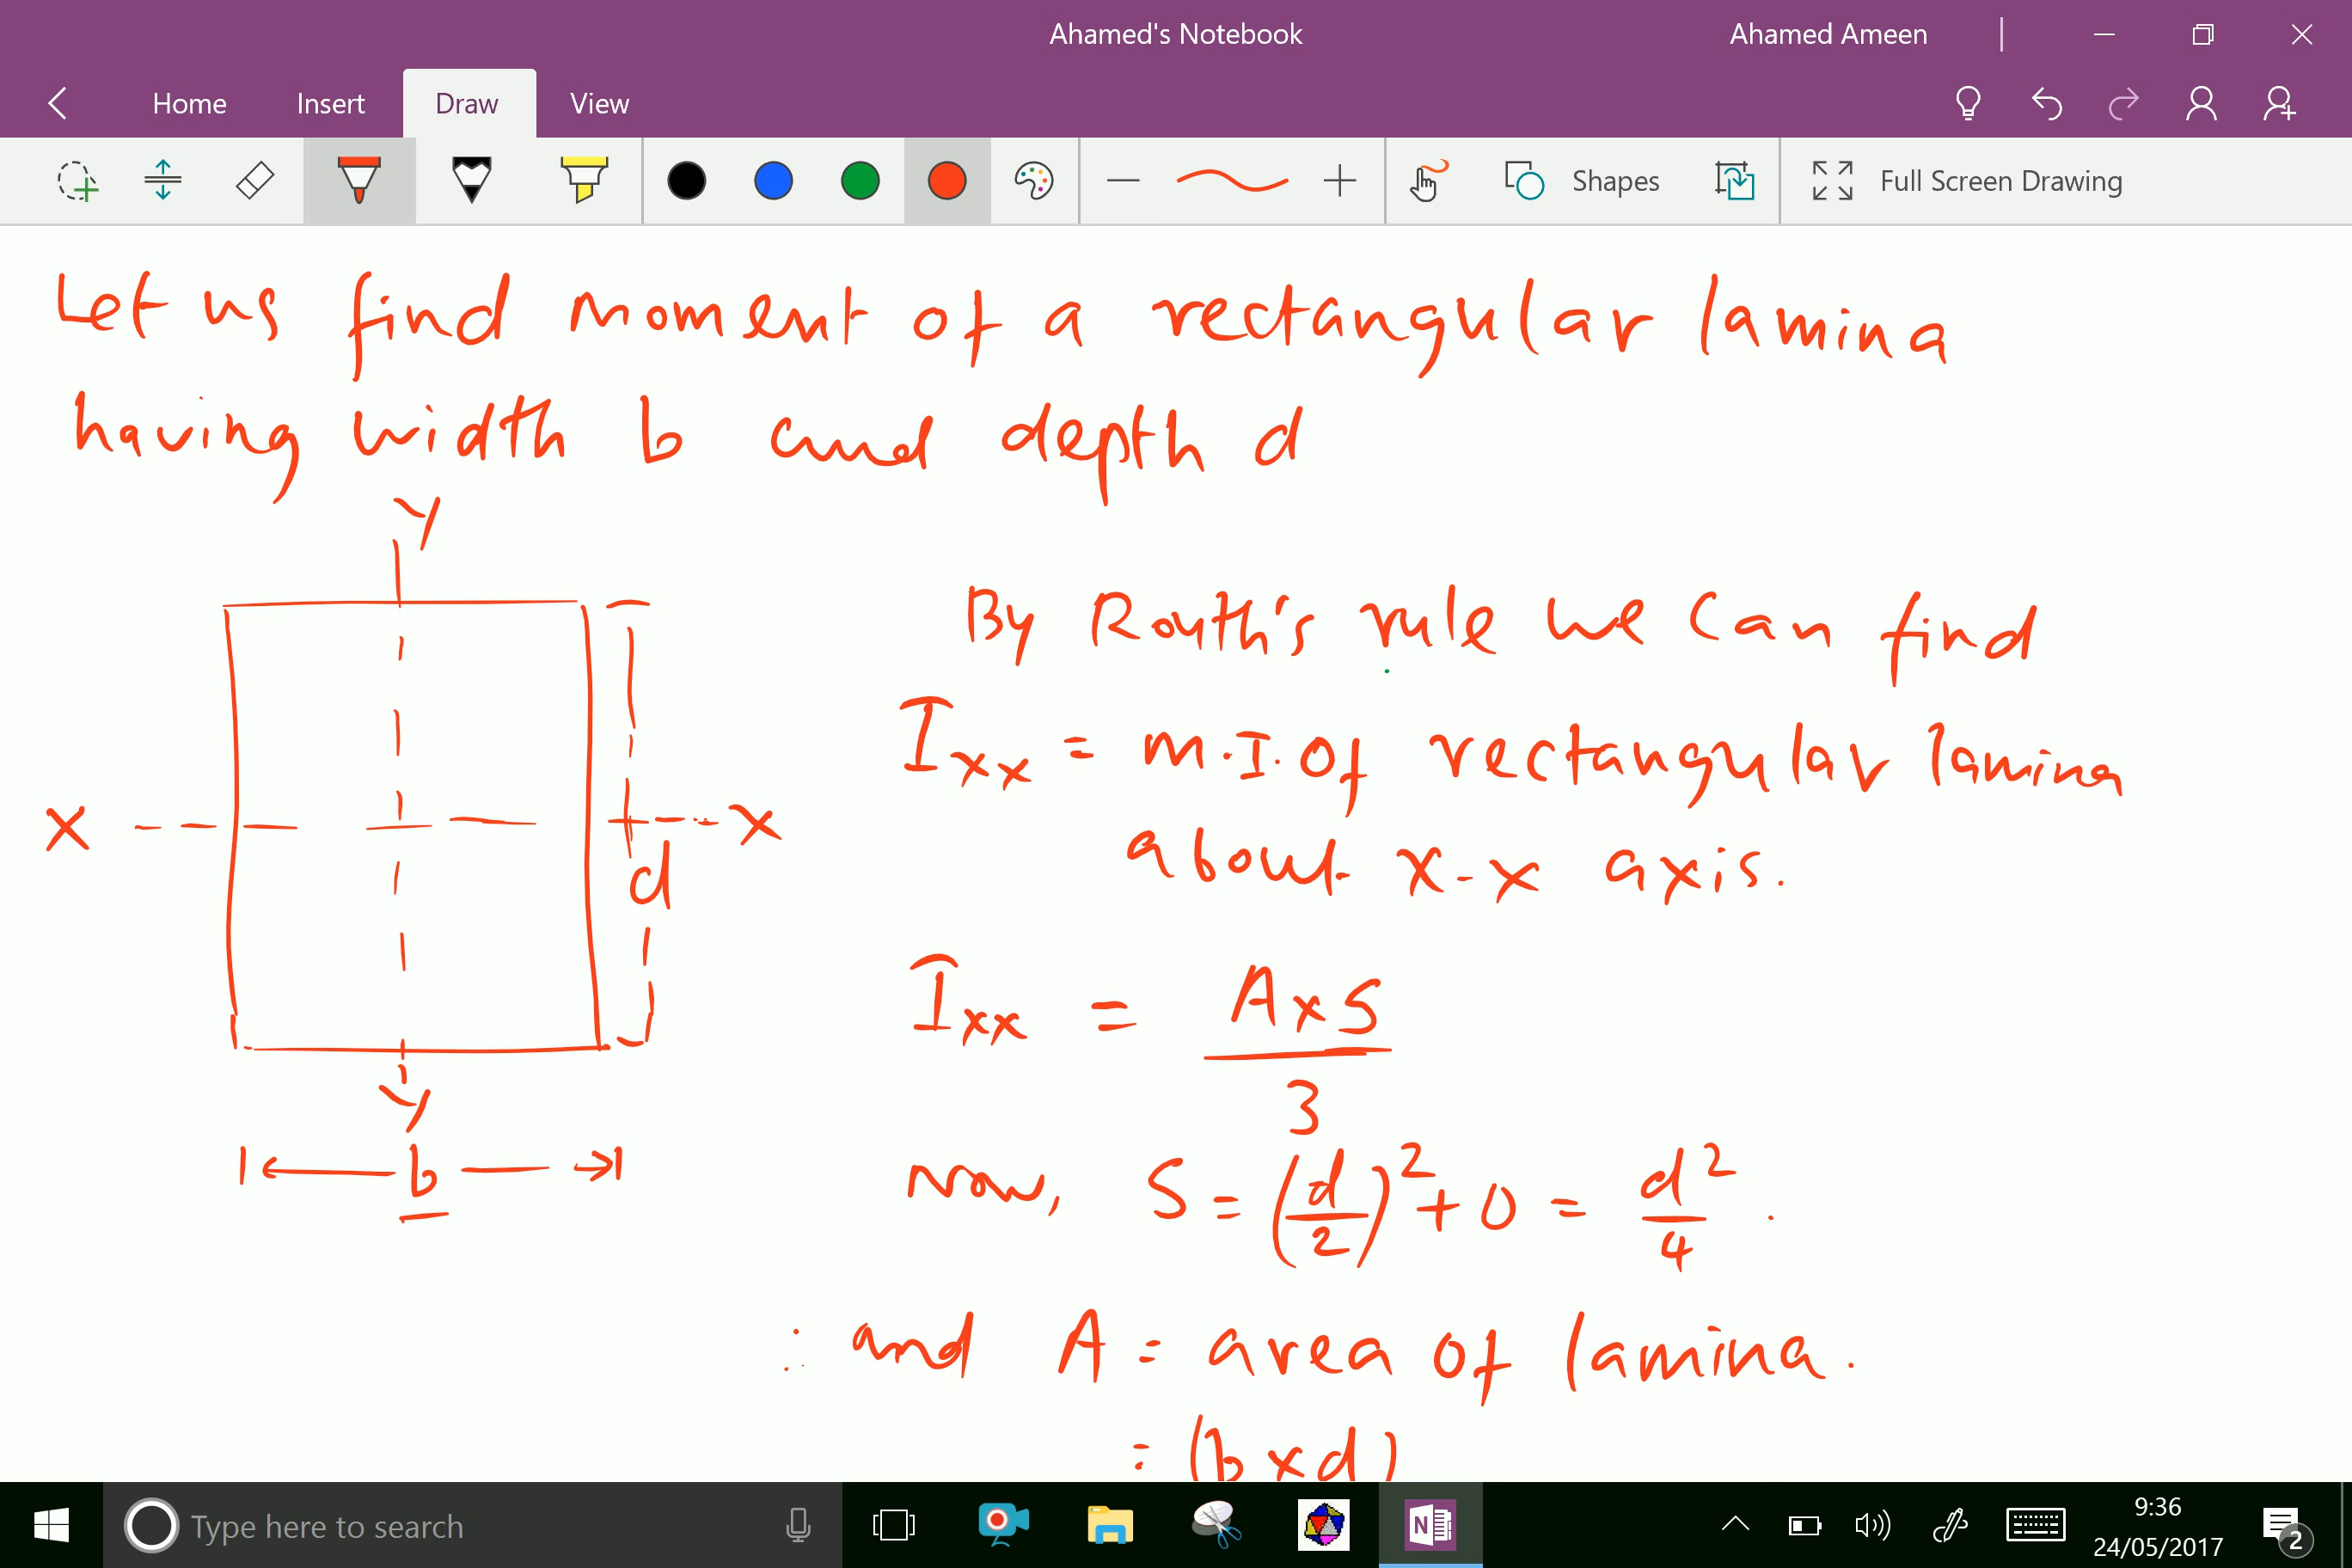 Ahamed's Notebook
Ahamed Ameen
Home Insert Draw View
Shapes
Full Screen Drawing
Let us find moment of a rectangular lamina
having width b and depth d
Y
X X
d
Y
b
By Routh's rule we can find
Ixx = m.I. of rectangular lamina
about x-x axis.
Ixx = A×S/3
Now, S = (d/2)² + 0 = d²/4 .
∴ and A = area of lamina.
= (b×d)
Type here to search
N
9:36
24/05/2017
2